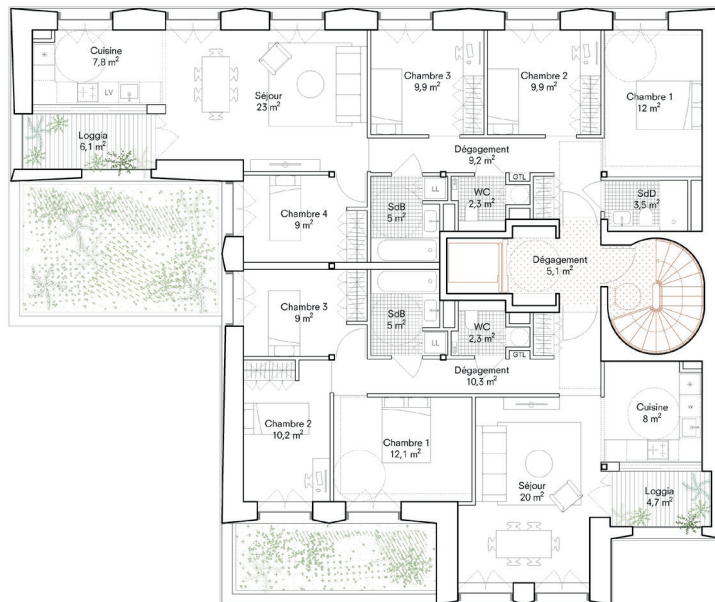 Cuisine
7,8 m²
LV
Séjour
23 m²
Chambre 3
9,9 m²
Chambre 2
9,9 m²
Chambre 1
12 m²
Loggia
6,1 m²
Dégagement
9,2 m²
GTL
LL
WC
2,3 m²
SdB
5 m²
Chambre 4
9 m²
SdD
3,5 m²
Dégagement
5,1 m²
Chambre 3
9 m²
SdB
5 m²
WC
2,3 m²
LL
GTL
Dégagement
10,3 m²
Chambre 2
10,2 m²
Chambre 1
12,1 m²
Cuisine
8 m²
LV
Séjour
20 m²
Loggia
4,7 m²